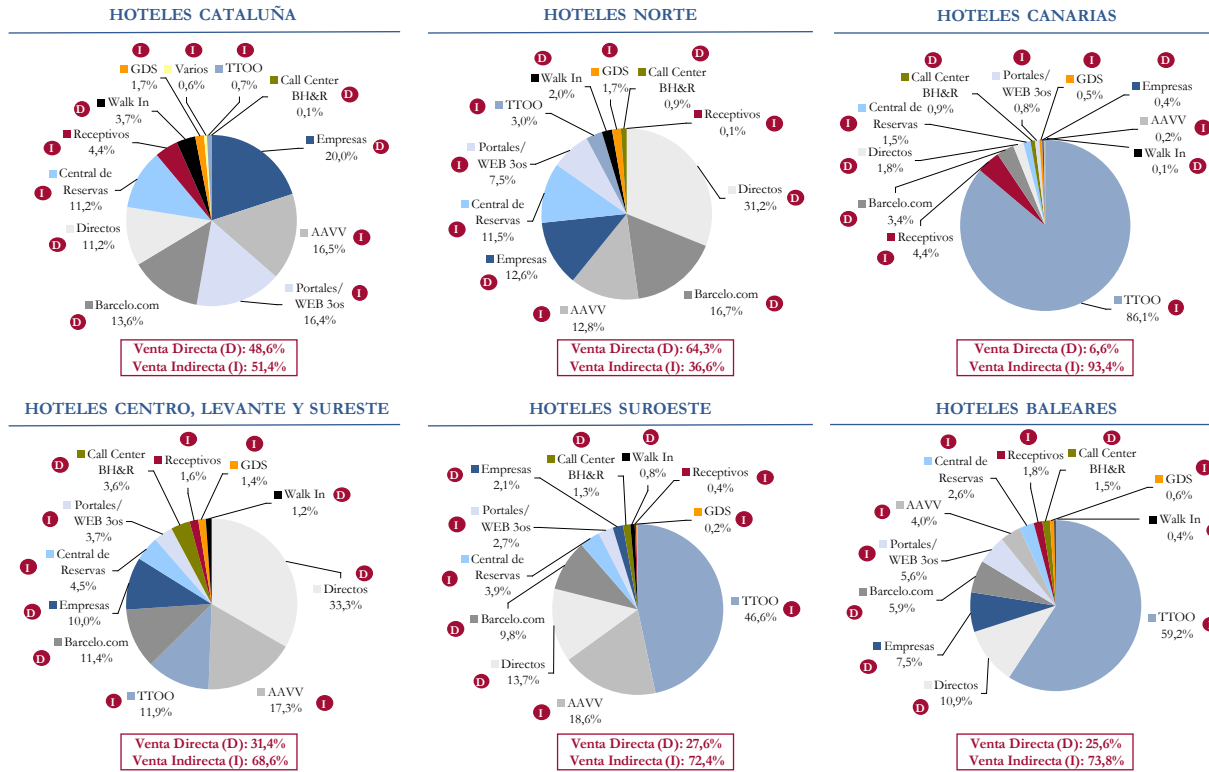 HOTELES CATALUÑA
I
I
I
GDS
1,7%
Varios
0,6%
TTOO
0,7%
Call Center
BH&R
0,1%
D
D
Walk In
3,7%
Empresas
20,0%
D
Receptivos
4,4%
I
Central de
Reservas
11,2%
I
Directos
11,2%
D
AAVV
16,5%
I
Portales/
WEB 3os
16,4%
I
Barcelo.com
13,6%
D
Venta Directa (D): 48,6%
Venta Indirecta (I): 51,4%
HOTELES NORTE
D
I
D
Walk In
2,0%
GDS
1,7%
Call Center
BH&R
0,9%
I
TTOO
3,0%
Receptivos
0,1%
I
Portales/
WEB 3os
7,5%
I
Directos
31,2%
D
Central de
Reservas
11,5%
I
Empresas
12,6%
D
Barcelo.com
16,7%
D
AAVV
12,8%
I
Venta Directa (D): 64,3%
Venta Indirecta (I): 36,6%
HOTELES CANARIAS
D
I
I
D
Call Center
BH&R
0,9%
Portales/
WEB 3os
0,8%
GDS
0,5%
Empresas
0,4%
Central de
Reservas
1,5%
I
AAVV
0,2%
I
Directos
1,8%
D
Walk In
0,1%
D
Barcelo.com
3,4%
D
Receptivos
4,4%
I
TTOO
86,1%
I
Venta Directa (D): 6,6%
Venta Indirecta (I): 93,4%
HOTELES CENTRO, LEVANTE Y SURESTE
I
I
D
Call Center
BH&R
3,6%
Receptivos
1,6%
GDS
1,4%
Walk In
1,2%
D
Portales/
WEB 3os
3,7%
I
Central de
Reservas
4,5%
I
Directos
33,3%
D
Empresas
10,0%
D
Barcelo.com
11,4%
D
TTOO
11,9%
I
AAVV
17,3%
I
Venta Directa (D): 31,4%
Venta Indirecta (I): 68,6%
HOTELES SUROESTE
D
D
D
Empresas
2,1%
Call Center
BH&R
1,3%
Walk In
0,8%
Receptivos
0,4%
I
Portales/
WEB 3os
2,7%
I
GDS
0,2%
I
Central de
Reservas
3,9%
I
TTOO
46,6%
I
Barcelo.com
9,8%
D
Directos
13,7%
D
AAVV
18,6%
I
Venta Directa (D): 27,6%
Venta Indirecta (I): 72,4%
HOTELES BALEARES
I
I
D
Central de
Reservas
2,6%
Receptivos
1,8%
Call Center
BH&R
1,5%
GDS
0,6%
I
AAVV
4,0%
I
Walk In
0,4%
Portales/
WEB 3os
5,6%
I
Barcelo.com
5,9%
D
TTOO
59,2%
Empresas
7,5%
D
Directos
10,9%
D
Venta Directa (D): 25,6%
Venta Indirecta (I): 73,8%